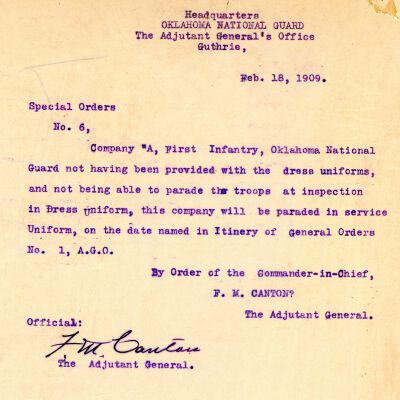 Headquarters
OKLAHOMA NATIONAL GUARD
The Adjutant General's Office
Guthrie,
Feb. 18, 1909.
Special Orders
No. 6,
Company "A, First Infantry, Oklahoma National
Guard not having been provided with the dress uniforms,
and not being able to parade the troops at inspection
in Dress Uniform, this company will be paraded in service
Uniform, on the date named in Itinery of General Orders
No. 1, A.G.O.
By Order of the Commander-in-Chief,
F. M. CANTON?
The Adjutant General.
Official:
F M Canton
The Adjutant General.